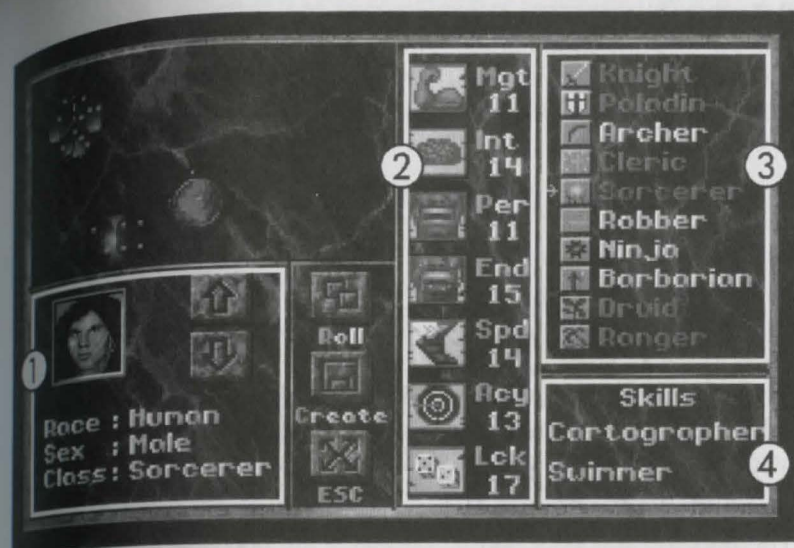 1
Race : Human
Sex : Male
Class : Sorcerer
Roll
Create
ESC
2
Mgt
11
Int
14
Per
11
End
15
Spd
14
Acy
13
Lck
17
3
Knight
Paladin
Archer
Cleric
Sorcerer
Robber
Ninja
Barbarian
Druid
Ranger
Skills
Cartographer
Swinner
4